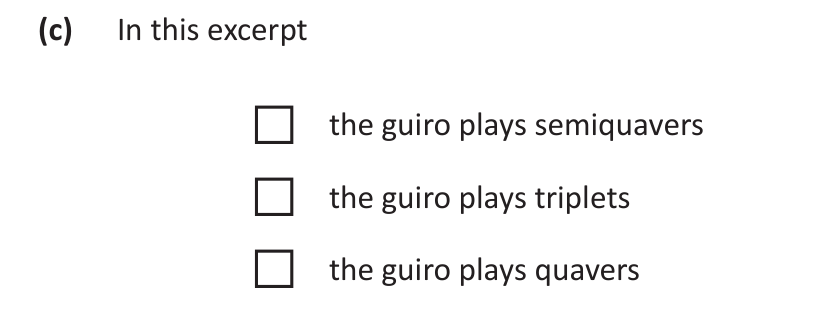 (c) In this excerpt
the guiro plays semiquavers
the guiro plays triplets
the guiro plays quavers